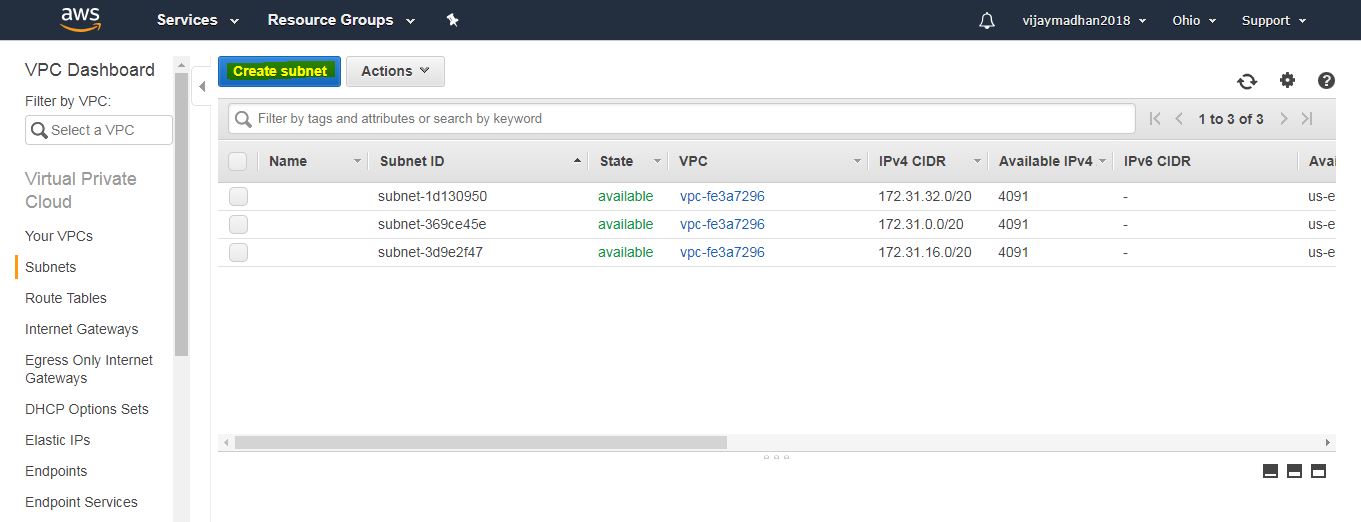 aws Services Resource Groups vijaymadhan2018 Ohio Support
VPC Dashboard
Filter by VPC:
Select a VPC
Virtual Private
Cloud
Your VPCs
Subnets
Route Tables
Internet Gateways
Egress Only Internet
Gateways
DHCP Options Sets
Elastic IPs
Endpoints
Endpoint Services
Create subnet Actions
Filter by tags and attributes or search by keyword 1 to 3 of 3
Name Subnet ID State VPC IPv4 CIDR Available IPv4 IPv6 CIDR Avai
subnet-1d130950 available vpc-fe3a7296 172.31.32.0/20 4091 - us-e
subnet-369ce45e available vpc-fe3a7296 172.31.0.0/20 4091 - us-e
subnet-3d9e2f47 available vpc-fe3a7296 172.31.16.0/20 4091 - us-e